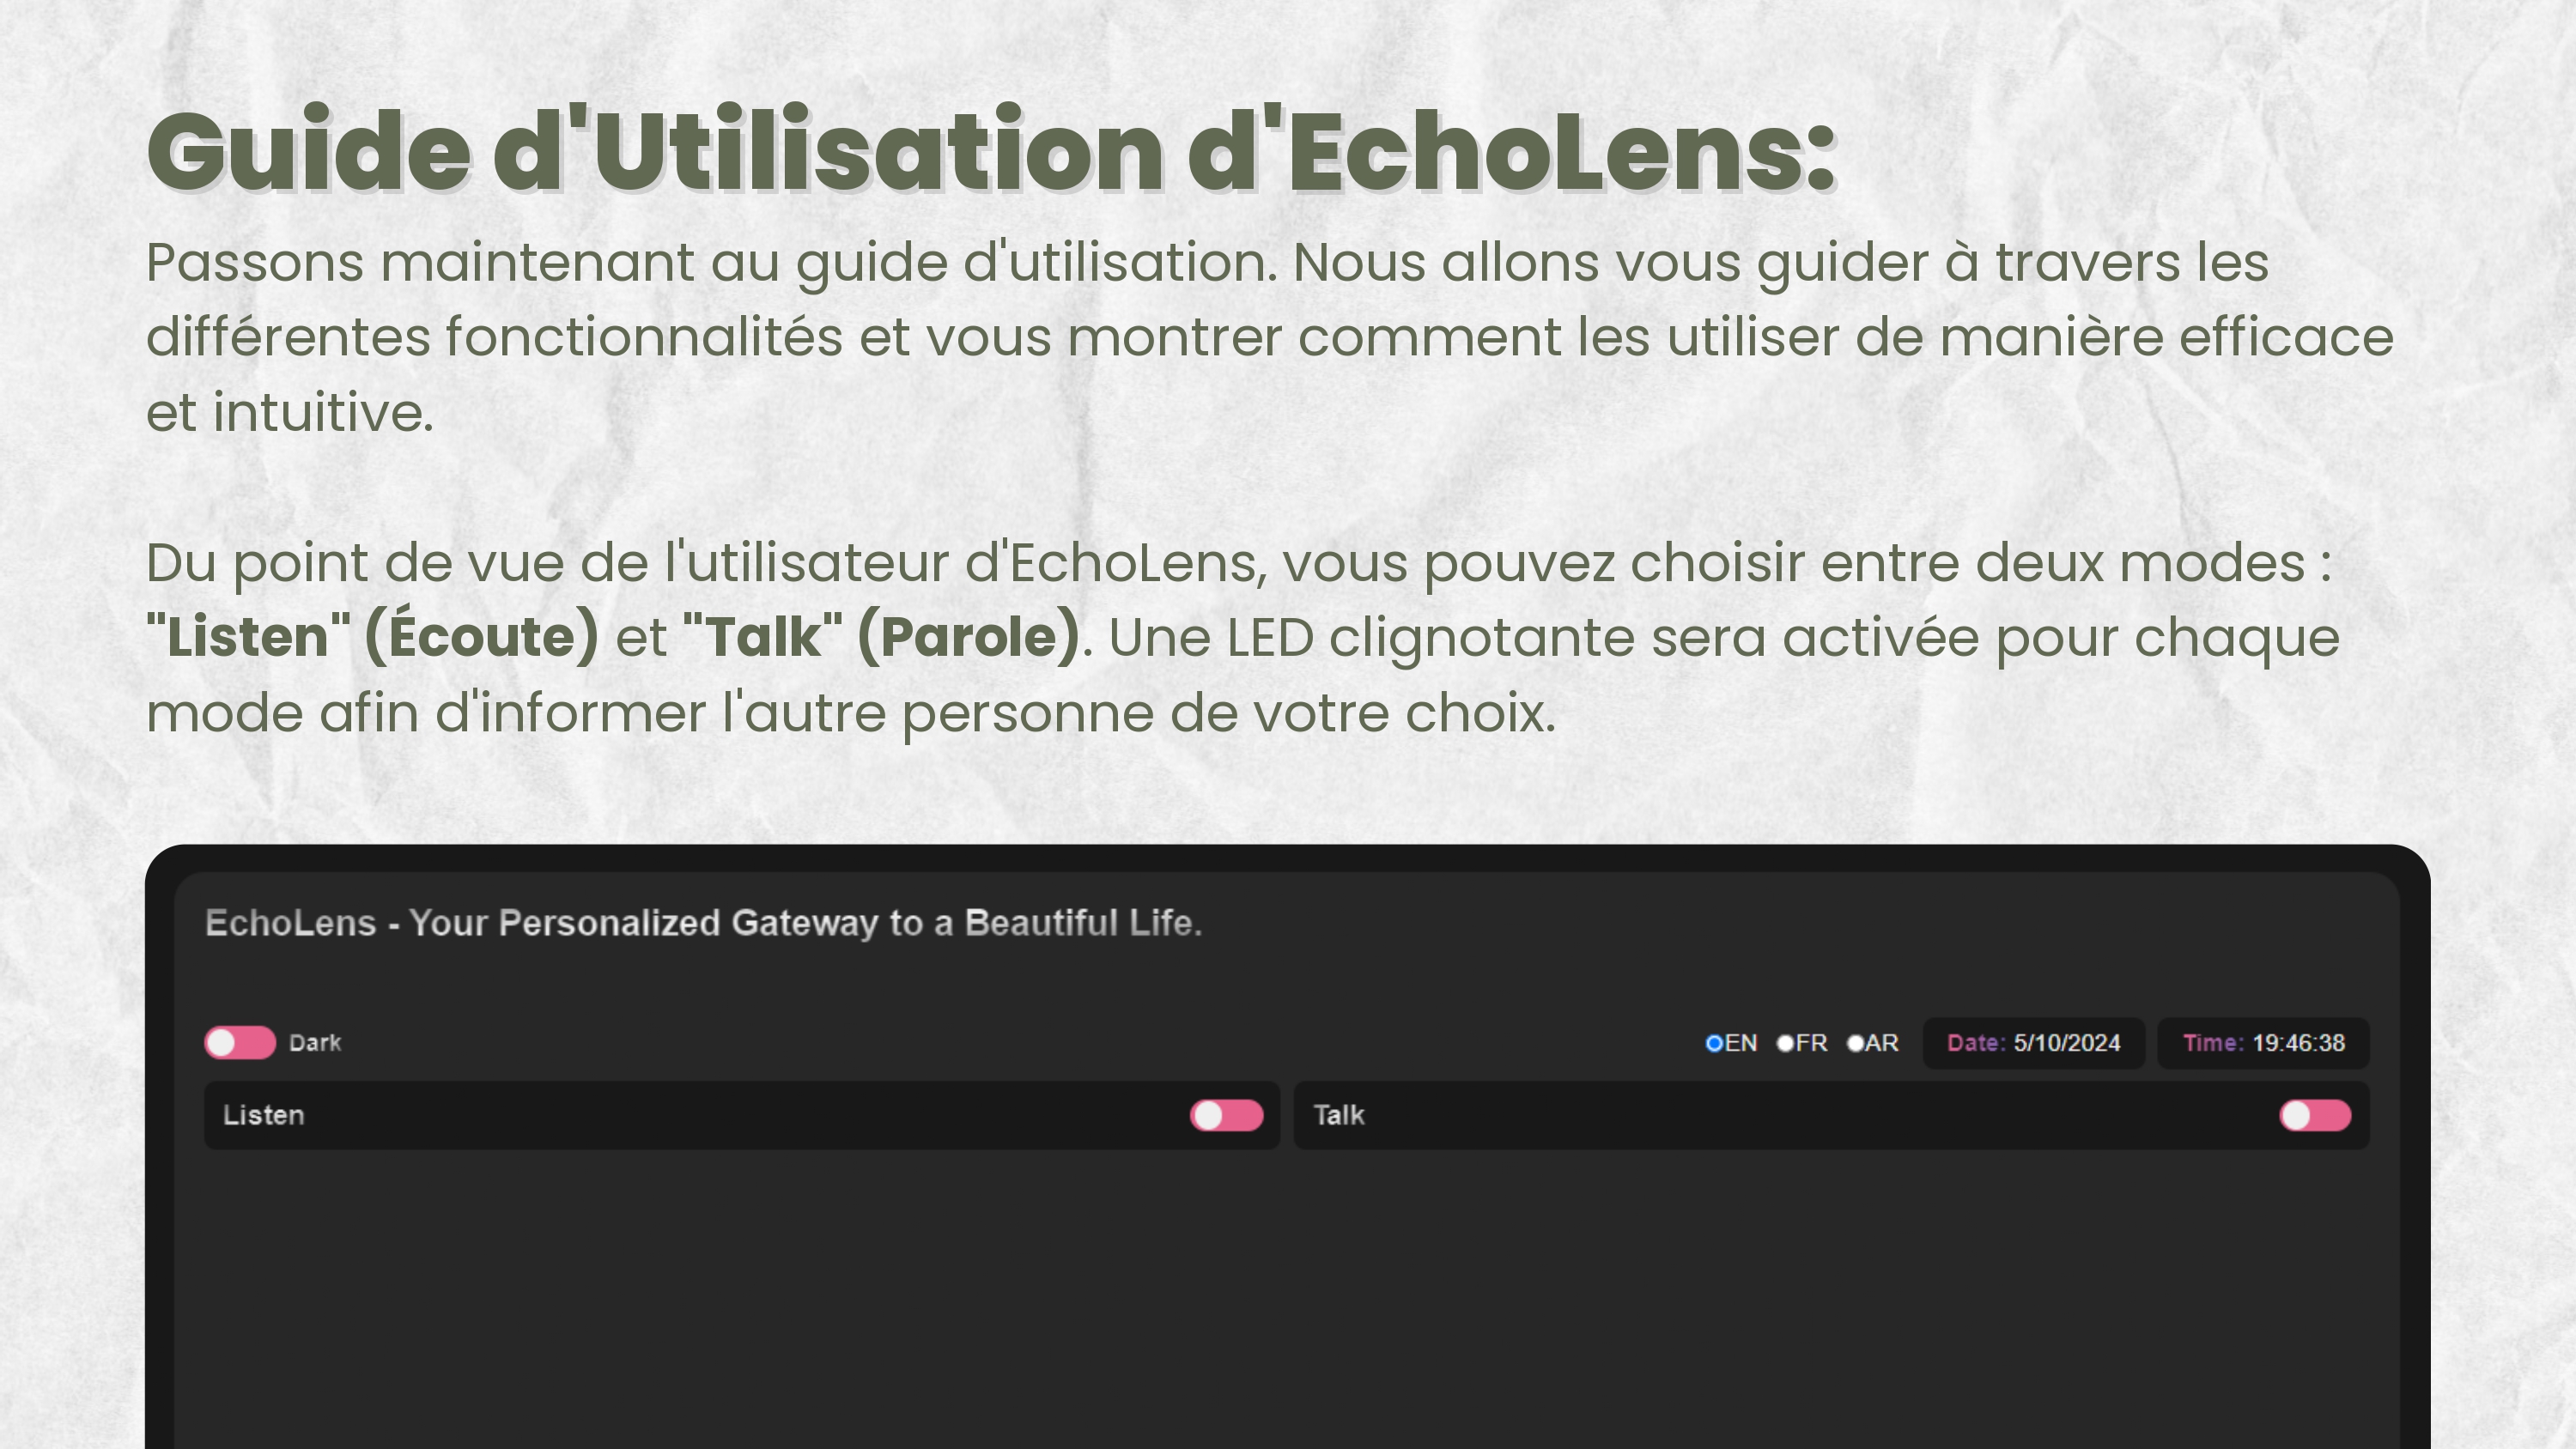 Guide d'Utilisation d'EchoLens:
Passons maintenant au guide d'utilisation. Nous allons vous guider à travers les
différentes fonctionnalités et vous montrer comment les utiliser de manière efficace
et intuitive.
Du point de vue de l'utilisateur d'EchoLens, vous pouvez choisir entre deux modes :
"Listen" (Écoute) et "Talk" (Parole). Une LED clignotante sera activée pour chaque
mode afin d'informer l'autre personne de votre choix.
EchoLens - Your Personalized Gateway to a Beautiful Life.
Dark EN FR AR Date: 5/10/2024 Time: 19:46:38
Listen Talk